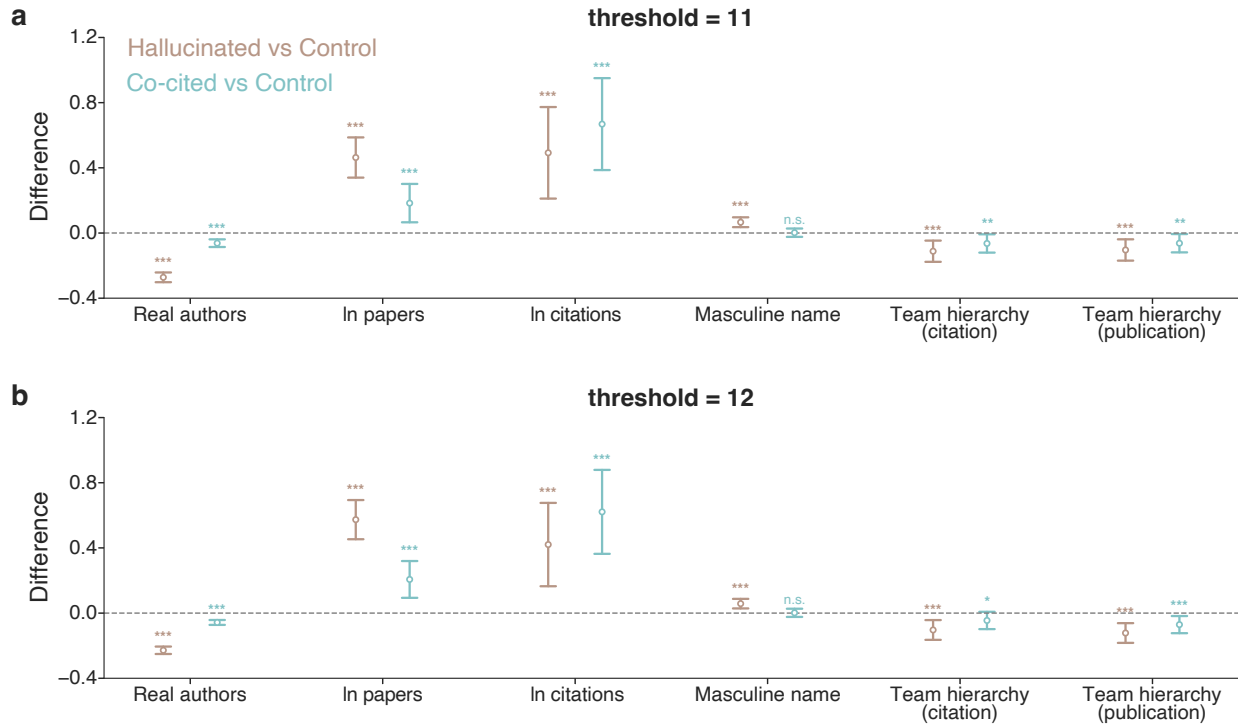 a
threshold = 11
Hallucinated vs Control
Co-cited vs Control
Difference
1.2
0.8
0.4
0.0
−0.4
*** *** *** *** *** *** *** n.s. *** ** *** **
Real authors
ln papers
ln citations
Masculine name
Team hierarchy
(citation)
Team hierarchy
(publication)
b
threshold = 12
Difference
1.2
0.8
0.4
0.0
−0.4
*** *** *** *** *** *** *** n.s. *** * *** ***
Real authors
ln papers
ln citations
Masculine name
Team hierarchy
(citation)
Team hierarchy
(publication)